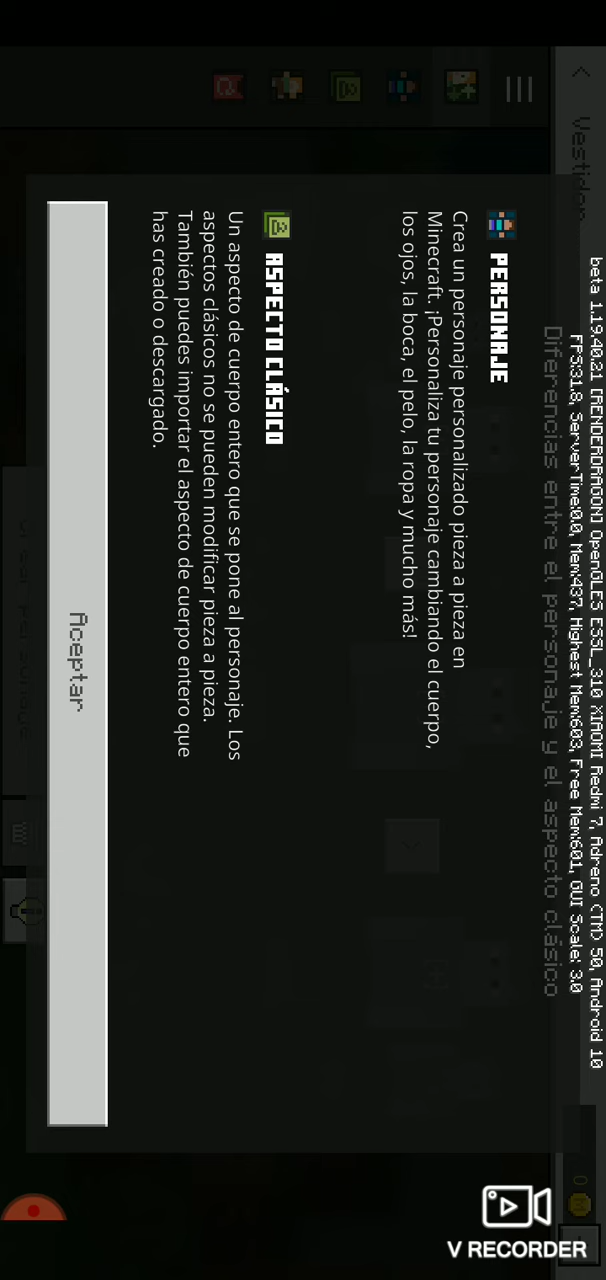 beta 1.19.40.21 [RENDERDRAGON] OpenGLES ESSL_310 XIAOMI Redmi 7, Adreno (TM) 50, Android 10
FPS:31.8, ServerTime:0.0, Mem:437, Highest Mem:603, Free Mem:601, GUI Scale: 3.0
Vestidor
0
Diferencias entre el personaje y el aspecto clásico
PERSONAJE
Crea un personaje personalizado pieza a pieza en
Minecraft. ¡Personaliza tu personaje cambiando el cuerpo,
los ojos, la boca, el pelo, la ropa y mucho más!
ASPECTO CLÁSICO
Un aspecto de cuerpo entero que se pone al personaje. Los
aspectos clásicos no se pueden modificar pieza a pieza.
También puedes importar el aspecto de cuerpo entero que
has creado o descargado.
Aceptar
V RECORDER